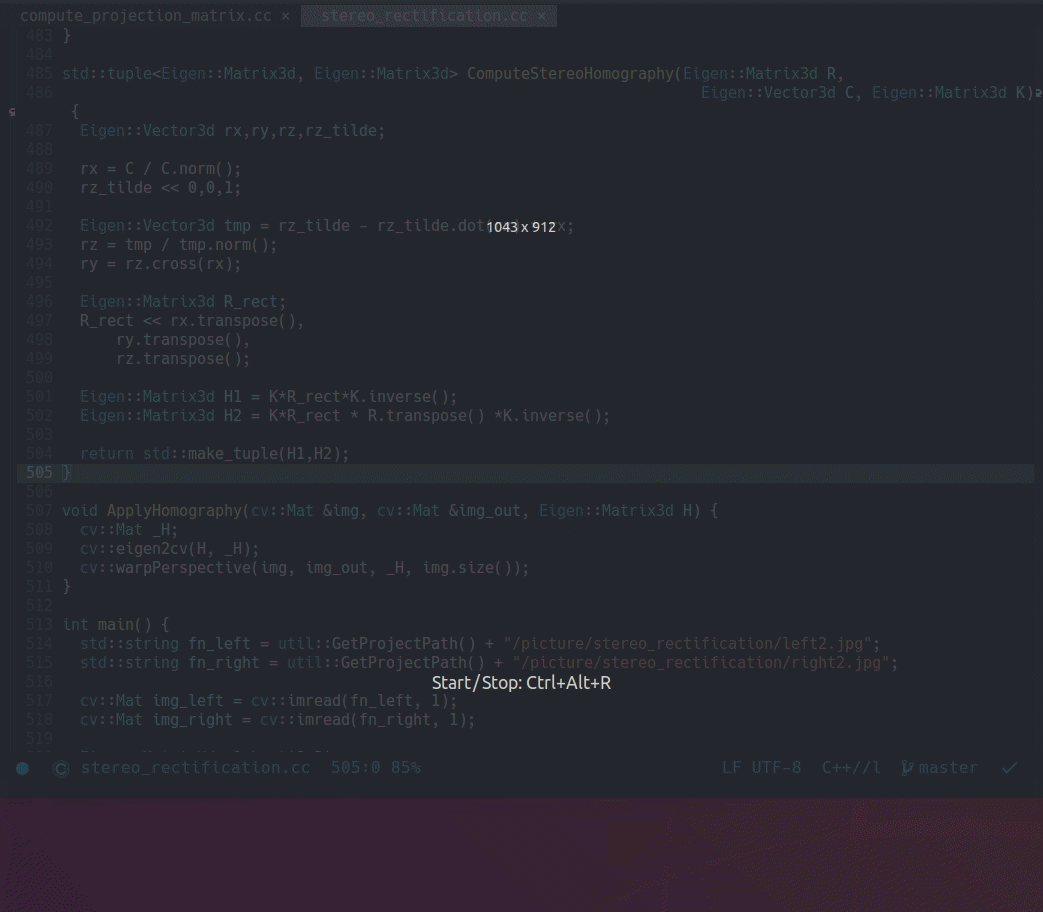 compute_projection_matrix.cc × stereo_rectification.cc ×
483 }
484
485 std::tuple<Eigen::Matrix3d, Eigen::Matrix3d> ComputeStereoHomography(Eigen::Matrix3d R,
486 Eigen::Vector3d C, Eigen::Matrix3d K)
{
487 Eigen::Vector3d rx,ry,rz,rz_tilde;
488
489 rx = C / C.norm();
490 rz_tilde << 0,0,1;
491
492 Eigen::Vector3d tmp = rz_tilde - rz_tilde.dot 1043 x 912 x;
493 rz = tmp / tmp.norm();
494 ry = rz.cross(rx);
495
496 Eigen::Matrix3d R_rect;
497 R_rect << rx.transpose(),
498 ry.transpose(),
499 rz.transpose();
500
501 Eigen::Matrix3d H1 = K*R_rect*K.inverse();
502 Eigen::Matrix3d H2 = K*R_rect * R.transpose() *K.inverse();
503
504 return std::make_tuple(H1,H2);
505 }
506
507 void ApplyHomography(cv::Mat &img, cv::Mat &img_out, Eigen::Matrix3d H) {
508 cv::Mat _H;
509 cv::eigen2cv(H, _H);
510 cv::warpPerspective(img, img_out, _H, img.size());
511 }
512
513 int main() {
514 std::string fn_left = util::GetProjectPath() + "/picture/stereo_rectification/left2.jpg";
515 std::string fn_right = util::GetProjectPath() + "/picture/stereo_rectification/right2.jpg";
516
Start/Stop: Ctrl+Alt+R
517 cv::Mat img_left = cv::imread(fn_left, 1);
518 cv::Mat img_right = cv::imread(fn_right, 1);
519
C stereo_rectification.cc 505:0 85% LF UTF-8 C++//l master